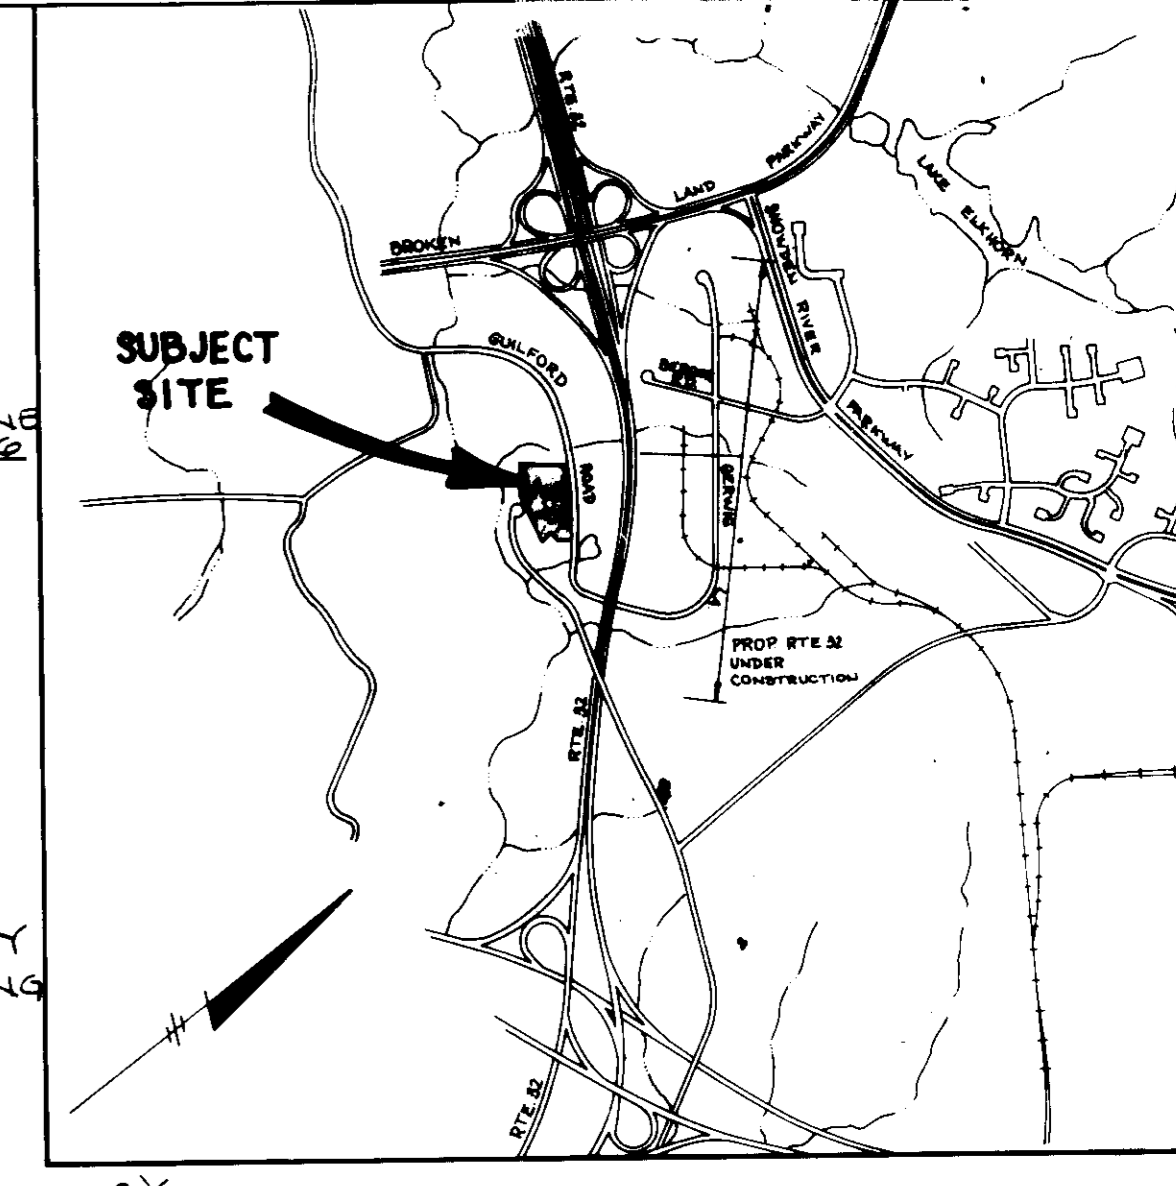 RTE. 32
PARKWAY
LAND
BROKEN
LAKE
ELKHORN
SNOWDEN
RIVER
PARKWAY
SUBJECT
SITE
GUILFORD
ROAD
GERWIG
PROP. RTE 32
UNDER
CONSTRUCTION
RTE. 32
RTE. 32